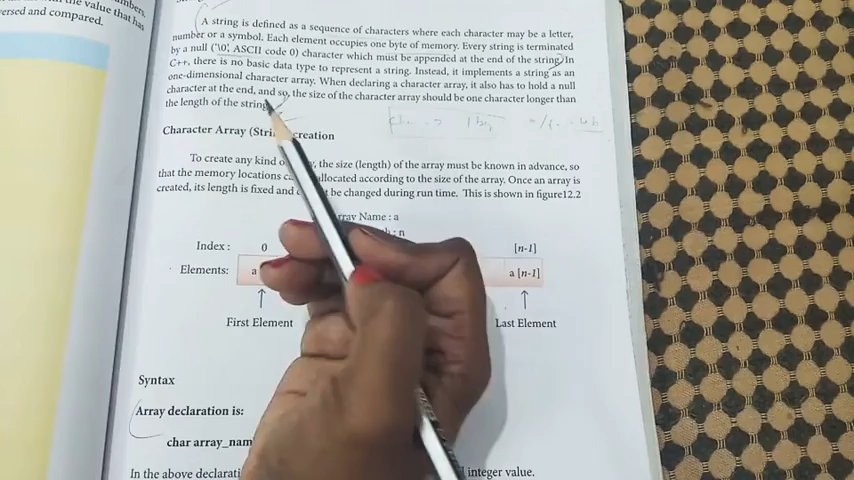 numbers,
with the value that has
versed and compared.
A string is defined as a sequence of characters where each character may be a letter,
number or a symbol. Each element occupies one byte of memory. Every string is terminated
by a null ('\0', ASCII code 0) character which must be appended at the end of the string. In
C++, there is no basic data type to represent a string. Instead, it implements a string as an
one-dimensional character array. When declaring a character array, it also has to hold a null
character at the end, and so, the size of the character array should be one character longer than
the length of the string
Character Array (Stri creation
To create any kind o the size (length) of the array must be known in advance, so
that the memory locations ca allocated according to the size of the array. Once an array is
created, its length is fixed and c t be changed during run time. This is shown in figure12.2
Array Name : a
: n
Index : 0 [n-1]
Elements: a a [n-1]
First Element Last Element
Syntax
Array declaration is:
char array_nam
In the above declarati integer value.